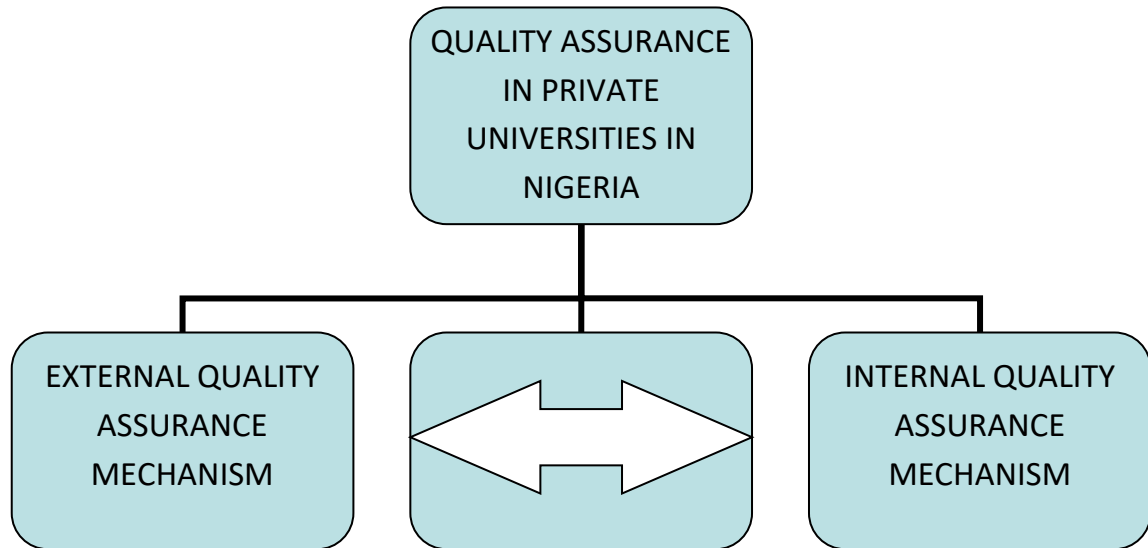 QUALITY ASSURANCE
IN PRIVATE
UNIVERSITIES IN
NIGERIA
EXTERNAL QUALITY
ASSURANCE
MECHANISM
INTERNAL QUALITY
ASSURANCE
MECHANISM